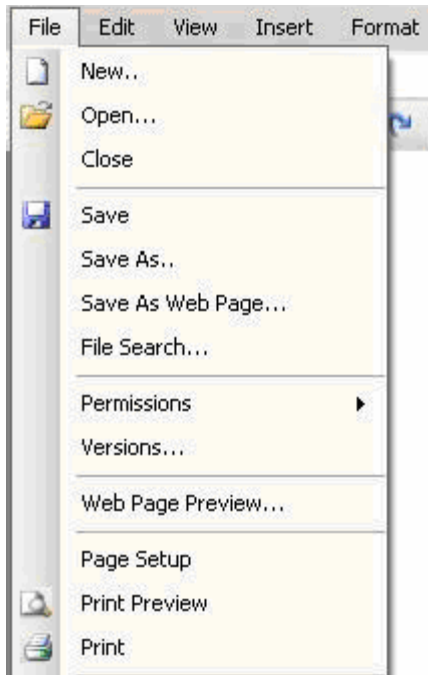 File Edit View Insert Format
New..
Open...
Close
Save
Save As..
Save As Web Page...
File Search...
Permissions
Versions...
Web Page Preview...
Page Setup
Print Preview
Print